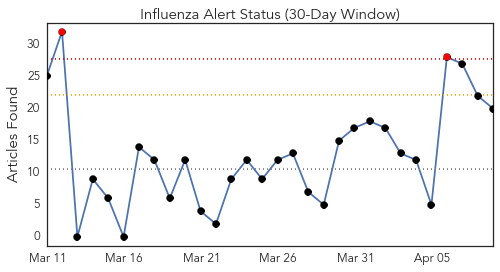 Influenza Alert Status (30-Day Window)
Articles Found
30
25
20
15
10
5
0
Mar 11 Mar 16 Mar 21 Mar 26 Mar 31 Apr 05